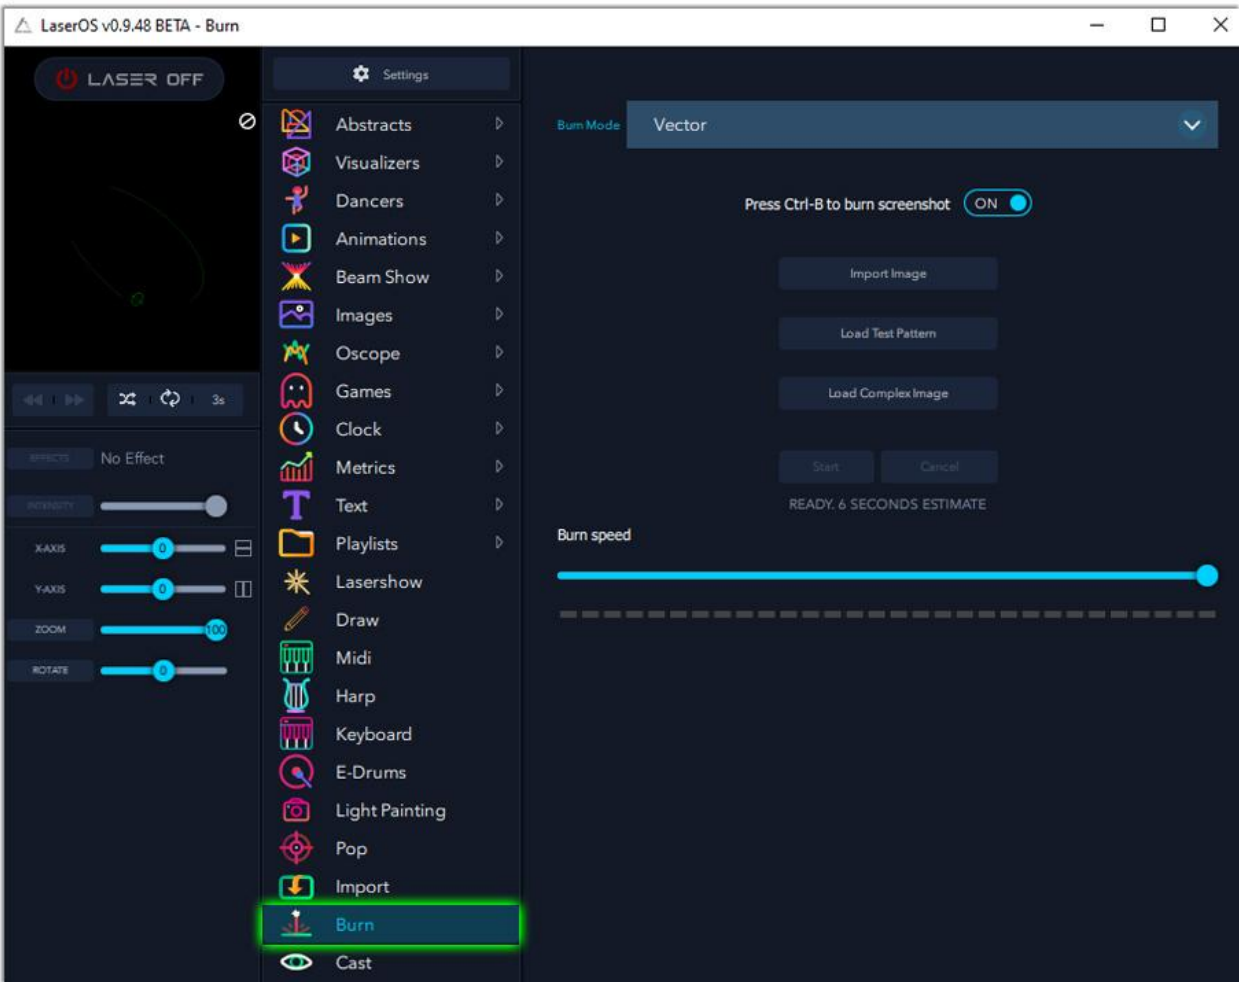 LaserOS v0.9.48 BETA - Burn
LASER OFF
3s
EFFECTS No Effect
INTENSITY
X-AXIS 0
Y-AXIS 0
ZOOM 100
ROTATE 0
Settings
Abstracts
Visualizers
Dancers
Animations
Beam Show
Images
Oscope
Games
Clock
Metrics
Text
Playlists
Lasershow
Draw
Midi
Harp
Keyboard
E-Drums
Light Painting
Pop
Import
Burn
Cast
Burn Mode Vector
Press Ctrl-B to burn screenshot ON
Import Image
Load Test Pattern
Load Complex Image
Start Cancel
READY. 6 SECONDS ESTIMATE
Burn speed